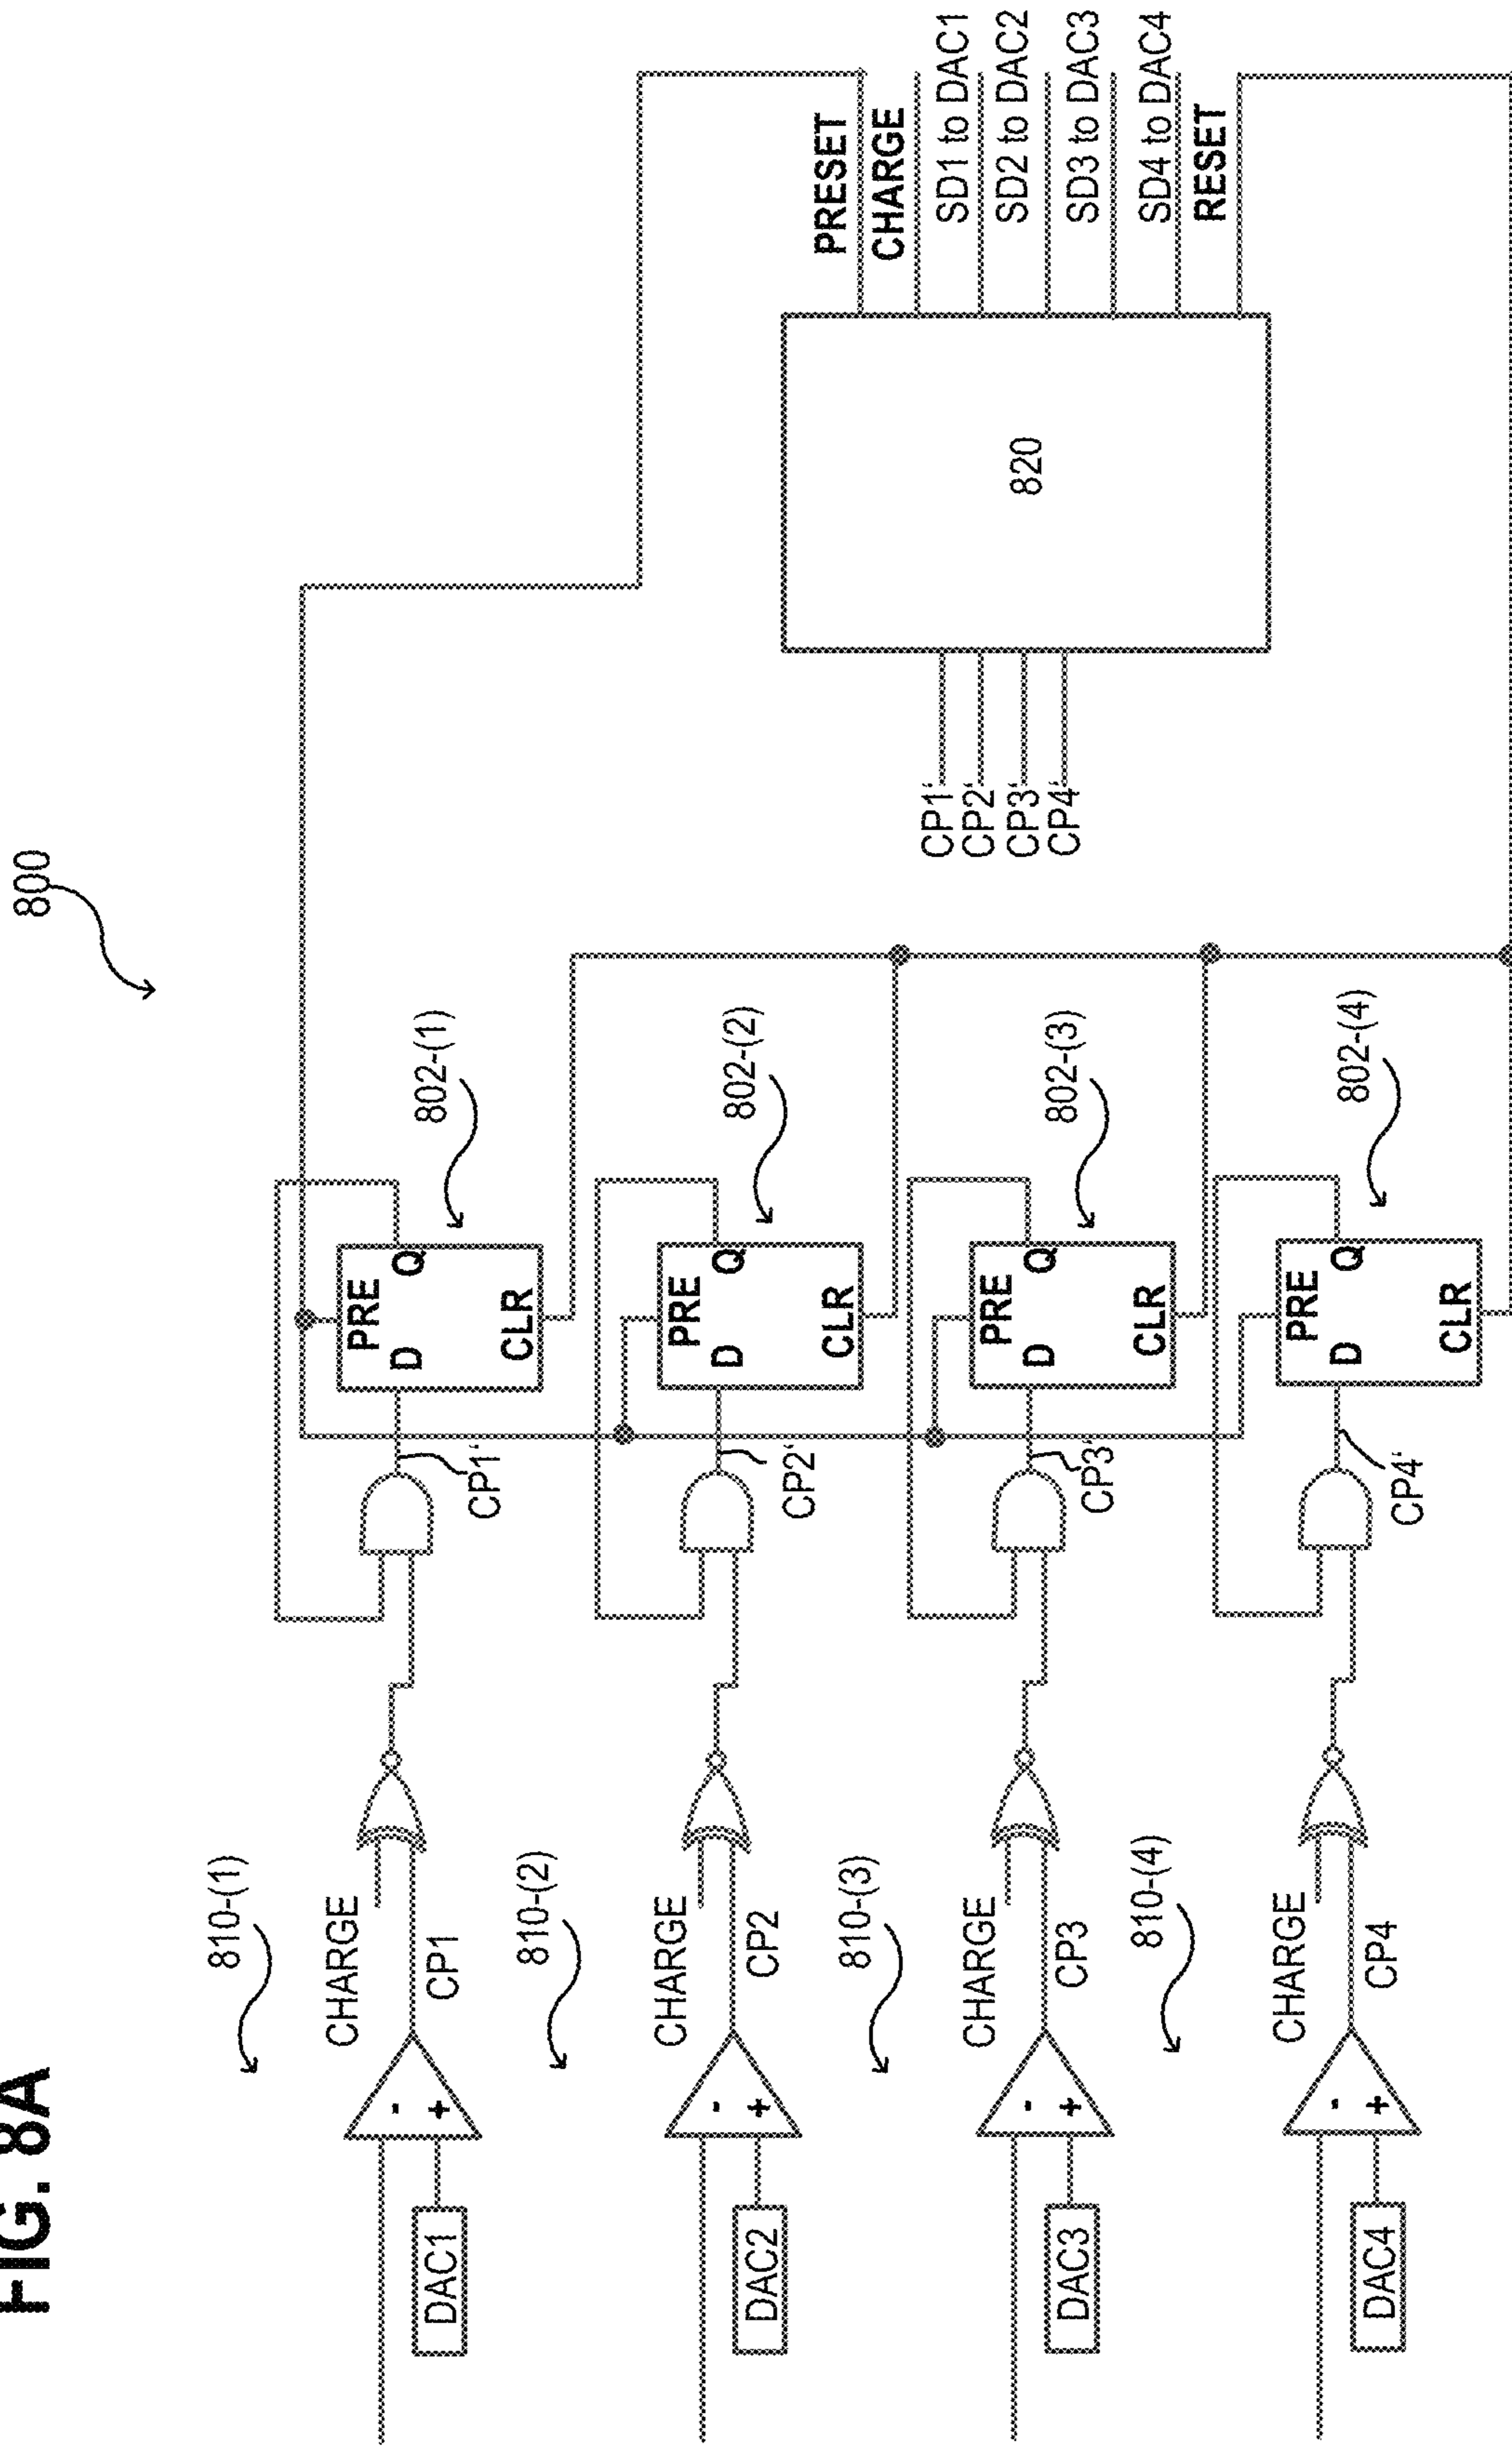 FIG. 8A
800
810-(1)
CHARGE
CP1
DAC1
-
+
CP1'
PRE
D
Q
CLR
802-(1)
810-(2)
CHARGE
CP2
DAC2
-
+
CP2'
PRE
D
Q
CLR
802-(2)
810-(3)
CHARGE
CP3
DAC3
-
+
CP3'
PRE
D
Q
CLR
802-(3)
810-(4)
CHARGE
CP4
DAC4
-
+
CP4'
PRE
D
Q
CLR
802-(4)
CP1'
CP2'
CP3'
CP4'
820
PRESET
CHARGE
SD1 to DAC1
SD2 to DAC2
SD3 to DAC3
SD4 to DAC4
RESET